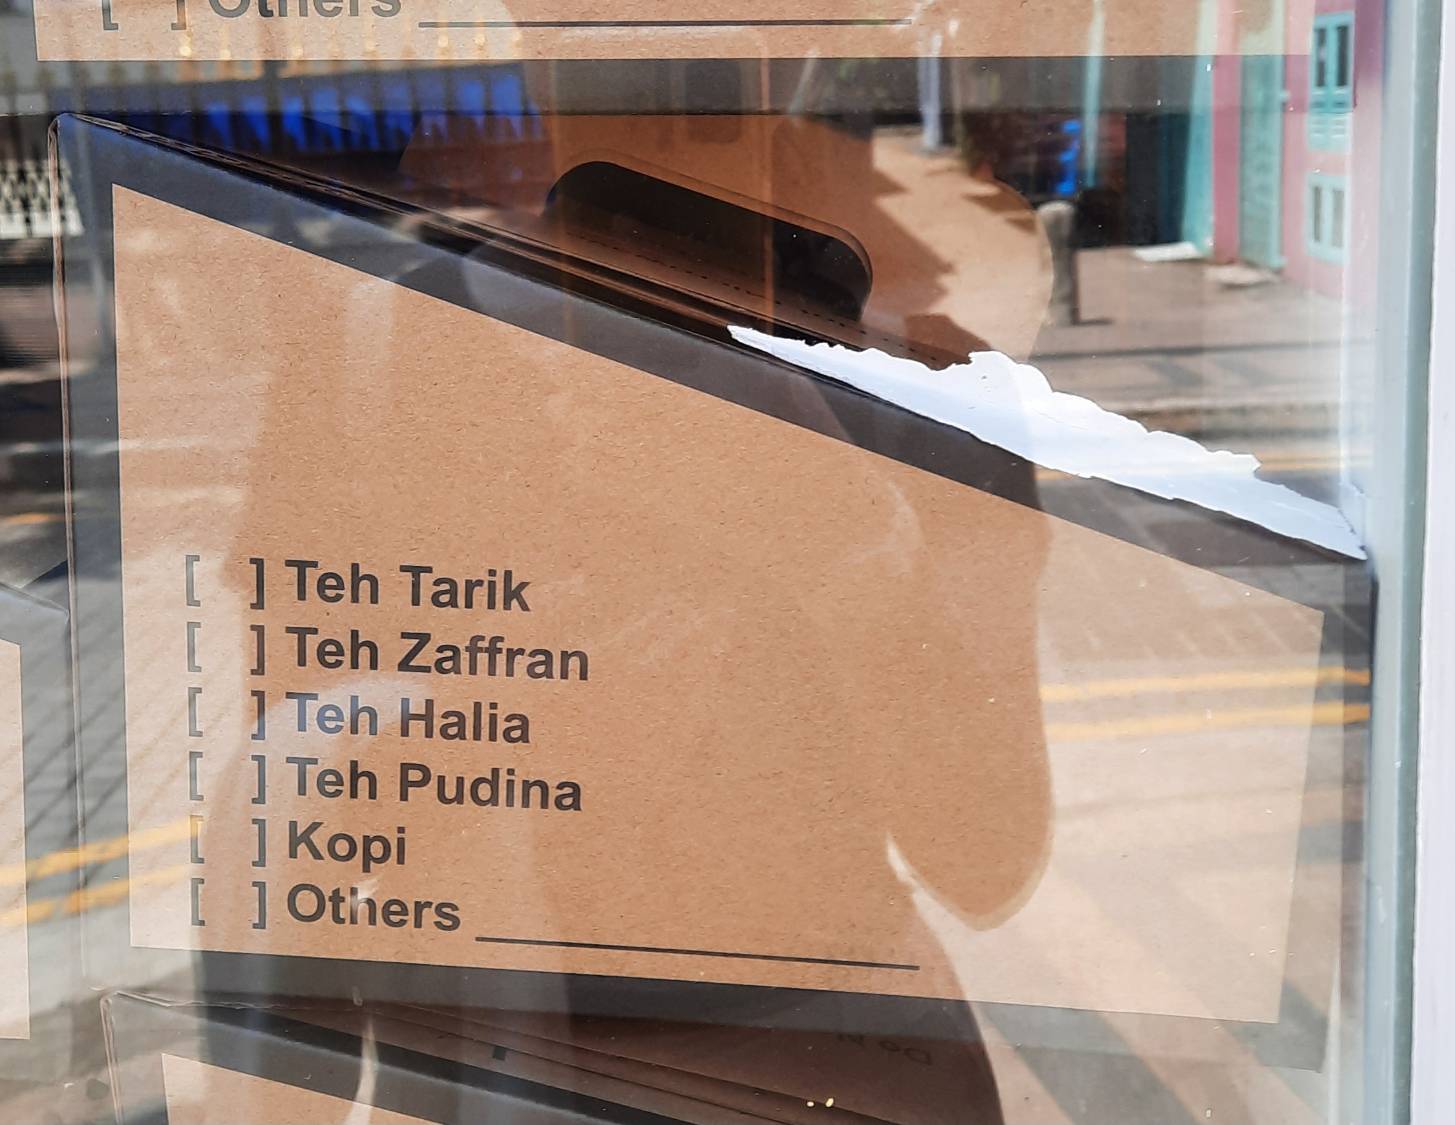 [ ] Others
[ ] Teh Tarik
[ ] Teh Zaffran
[ ] Teh Halia
[ ] Teh Pudina
[ ] Kopi
[ ] Others